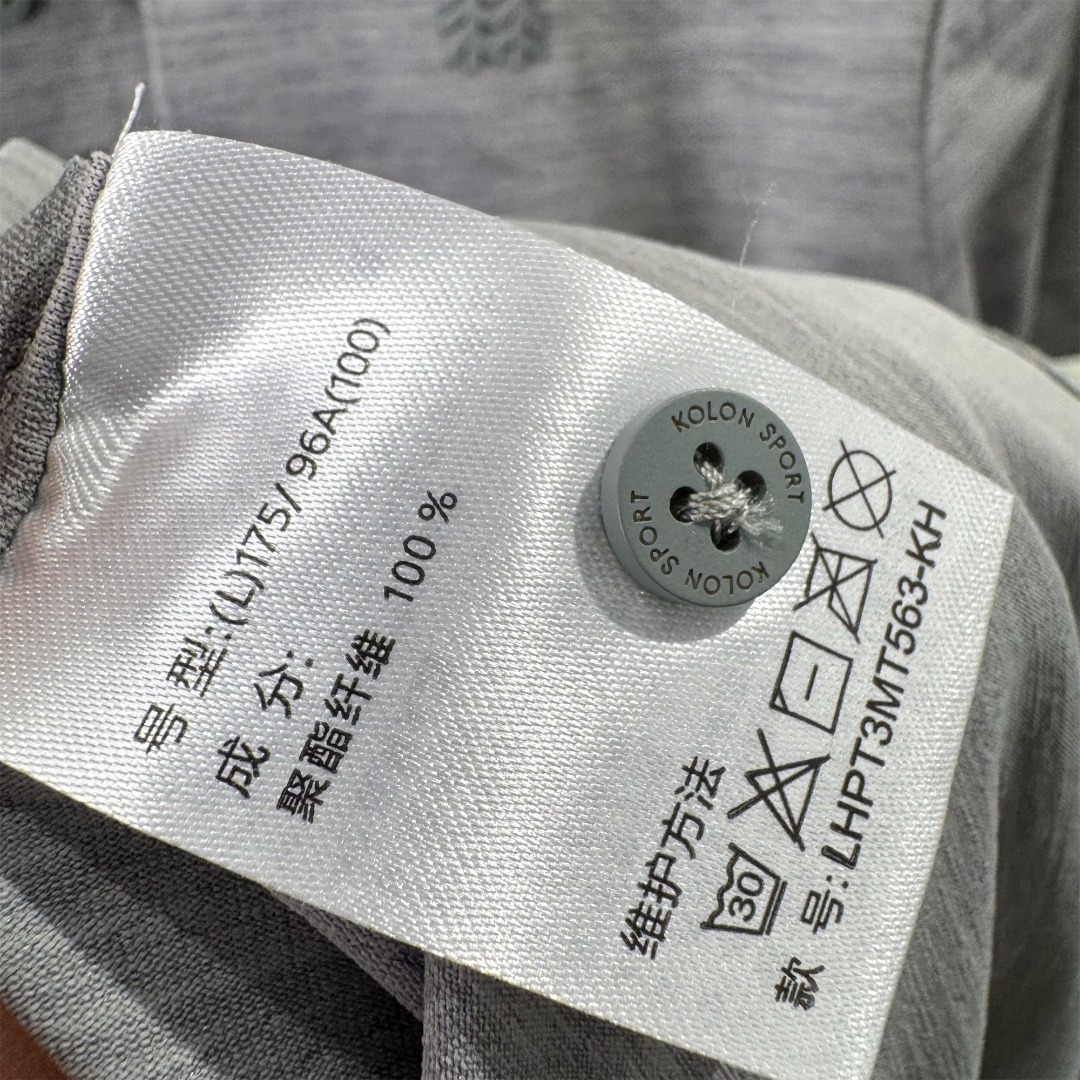 号 型:(L)175/96A(100)
成 分:
聚酯纤维 100%
KOLON SPORT
KOLON SPORT
维护方法
30
款 号:LHPT3MT563-KH